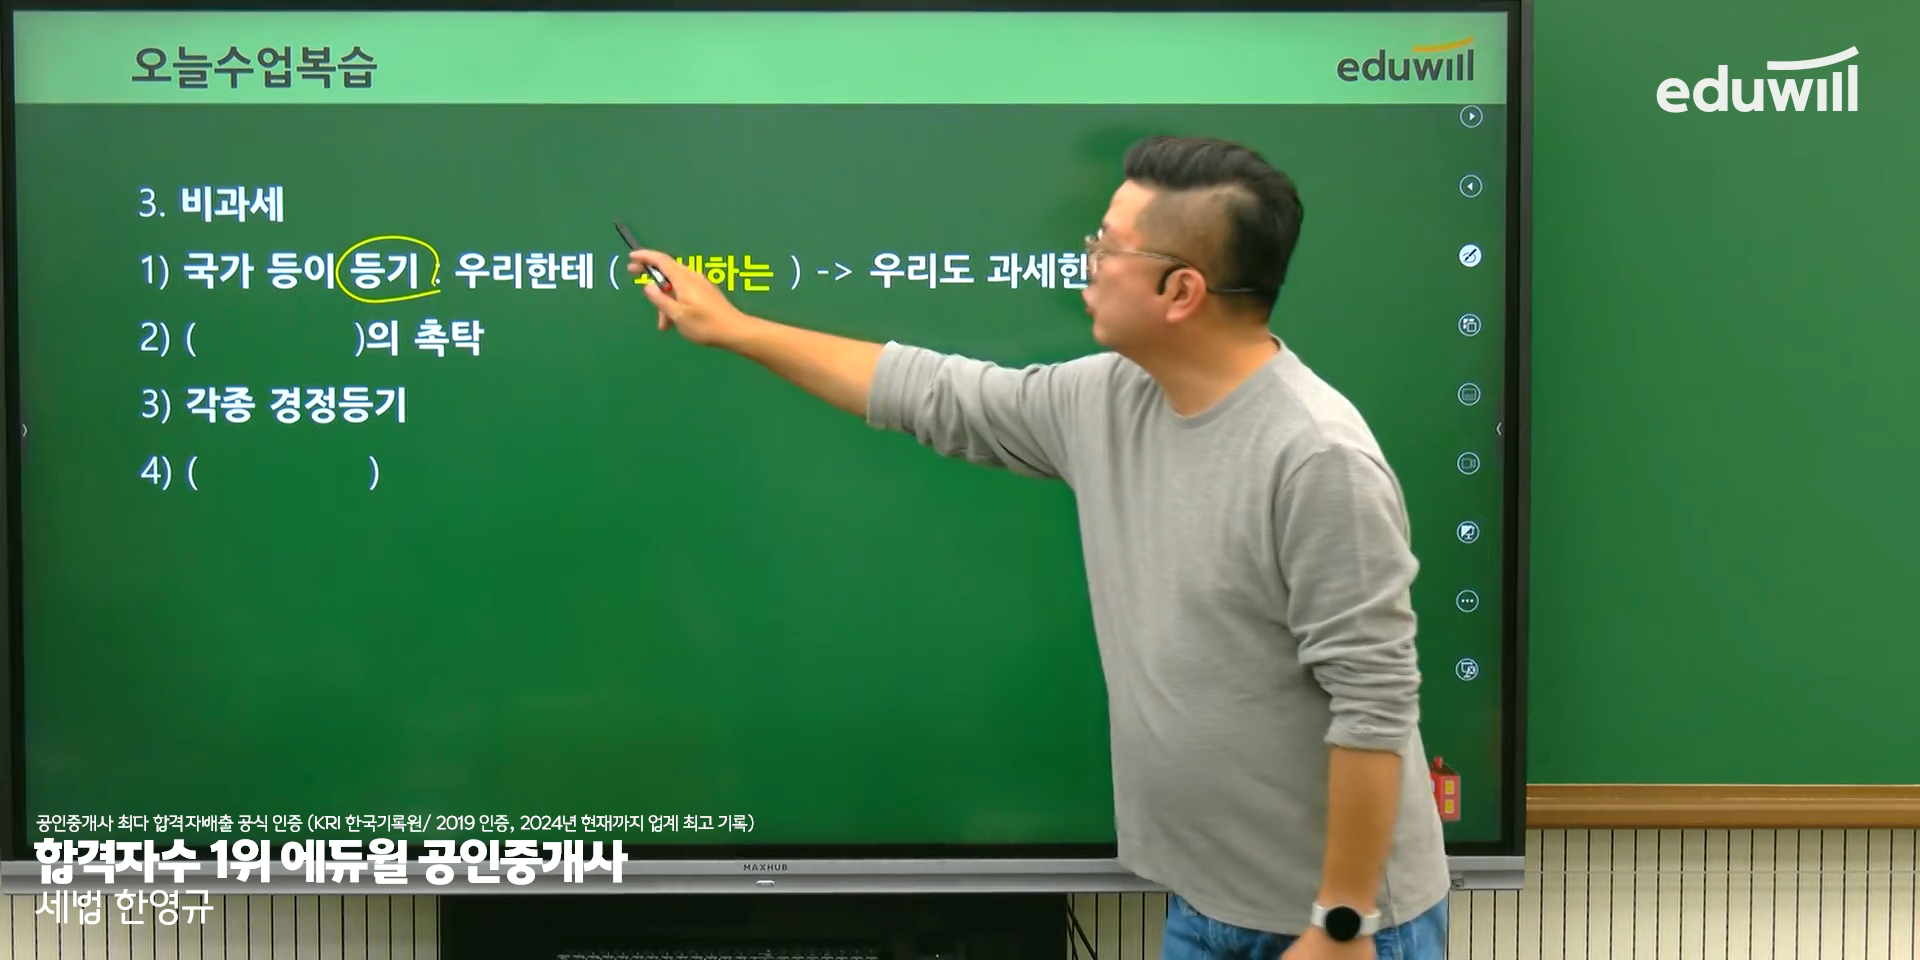 오늘수업복습
eduwill
eduwill
3. 비과세
1) 국가 등이 등기 : 우리한테 ( 하는 ) -> 우리도 과세한
2) ( )의 촉탁
3) 각종 경정등기
4) ( )
공인중개사 최다 합격자배출 공식 인증 (KRI 한국기록원/ 2019 인증, 2024년 현재까지 업계 최고 기록)
합격자수 1위 에듀윌 공인중개사
세법 한영규
MAXHUB